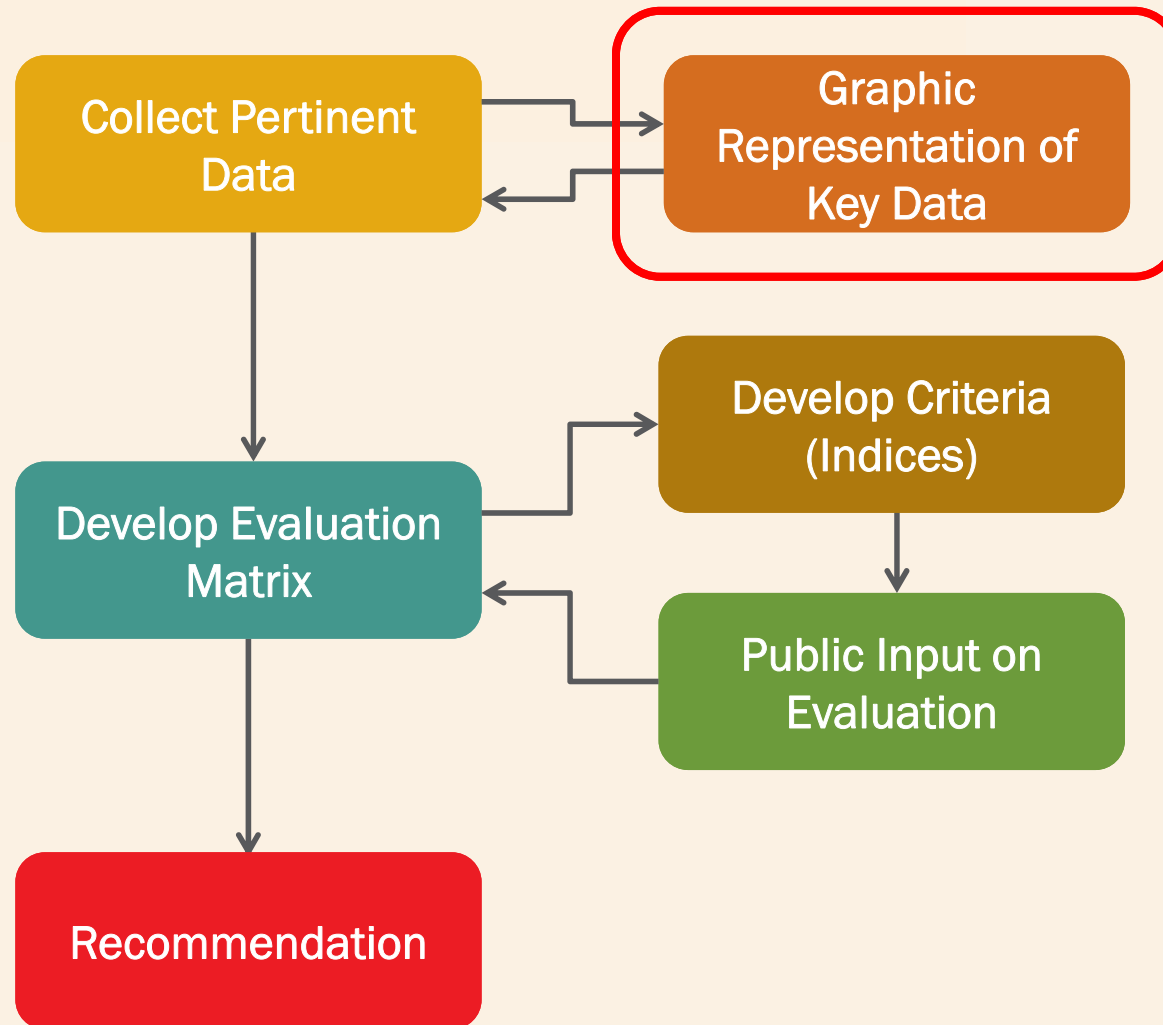 Collect Pertinent
Data
Graphic
Representation of
Key Data
Develop Criteria
(Indices)
Develop Evaluation
Matrix
Public Input on
Evaluation
Recommendation